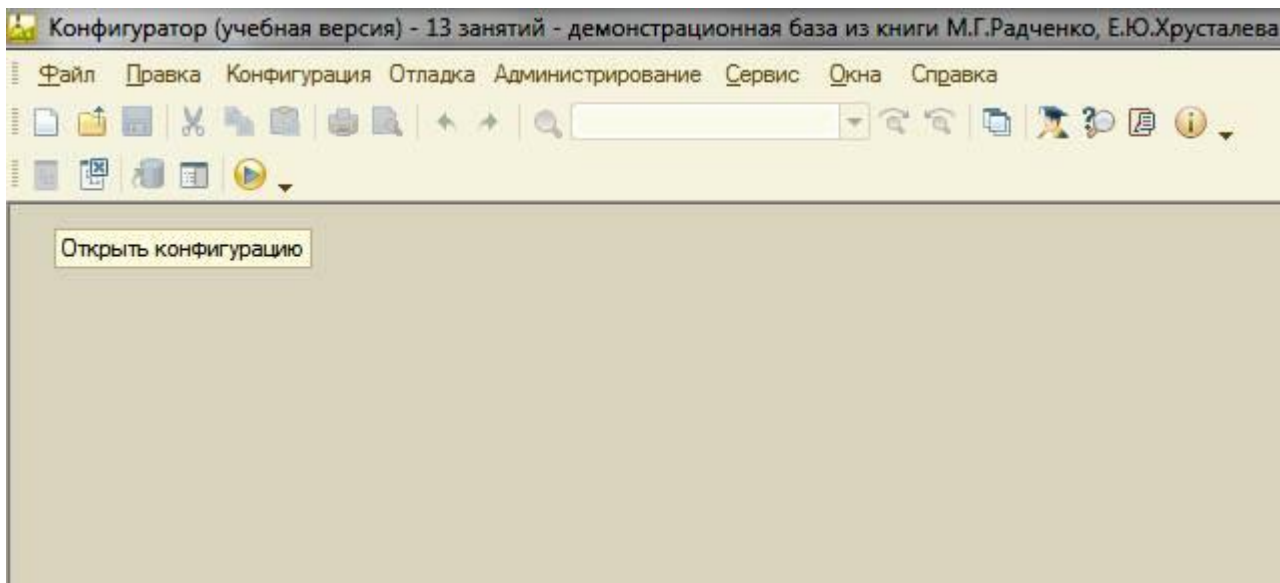 Конфигуратор (учебная версия) - 13 занятий - демонстрационная база из книги М.Г.Радченко, Е.Ю.Хрусталева
Файл Правка Конфигурация Отладка Администрирование Сервис Окна Справка
Открыть конфигурацию